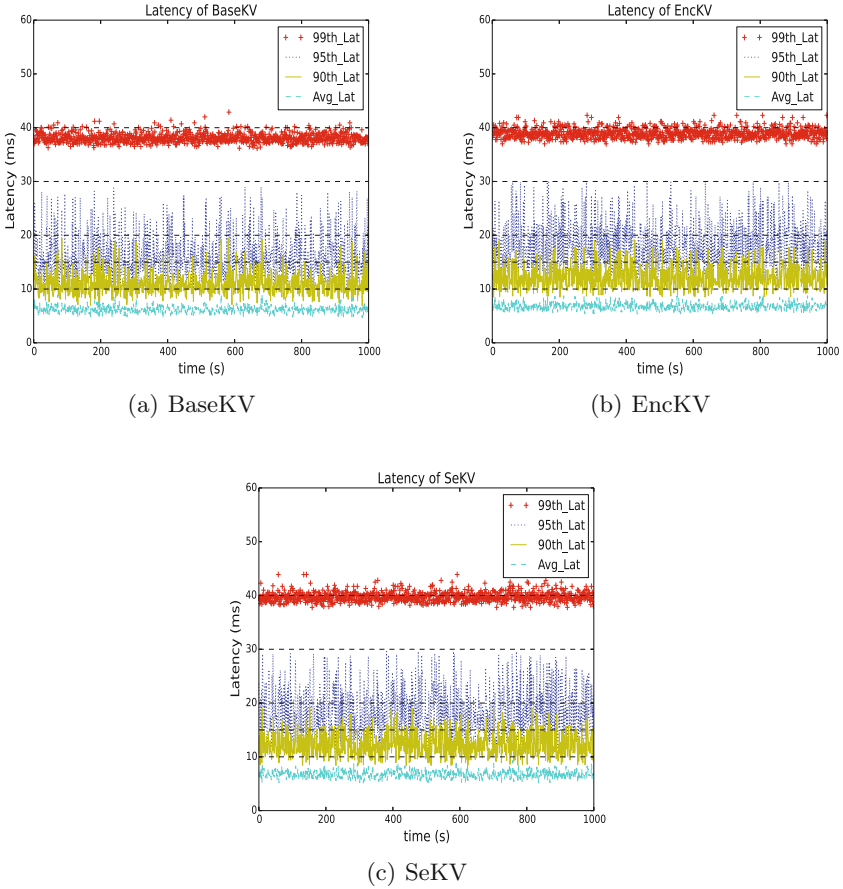 Latency of BaseKV
60
50
40
30
20
10
0
Latency (ms)
99th_Lat
95th_Lat
90th_Lat
Avg_Lat
0 200 400 600 800 1000
time (s)
(a) BaseKV
Latency of EncKV
60
50
40
30
20
10
0
Latency (ms)
99th_Lat
95th_Lat
90th_Lat
Avg_Lat
0 200 400 600 800 1000
time (s)
(b) EncKV
Latency of SeKV
60
50
40
30
20
10
0
Latency (ms)
99th_Lat
95th_Lat
90th_Lat
Avg_Lat
0 200 400 600 800 1000
time (s)
(c) SeKV